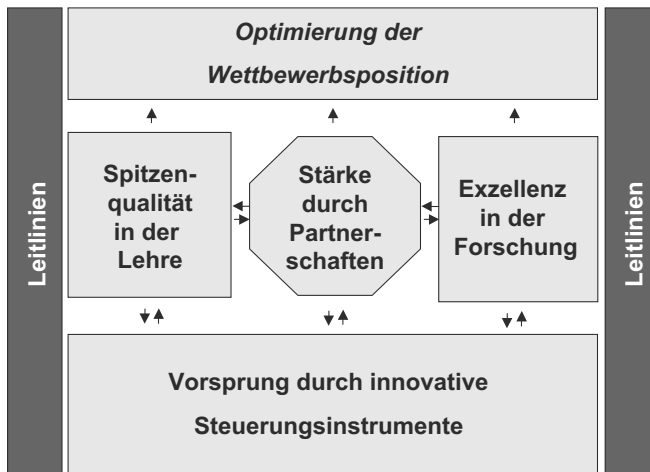 Optimierung der
Wettbewerbsposition
Leitlinien
Spitzen-
qualität
in der
Lehre
Stärke
durch
Partner-
schaften
Exzellenz
in der
Forschung
Leitlinien
Vorsprung durch innovative
Steuerungsinstrumente